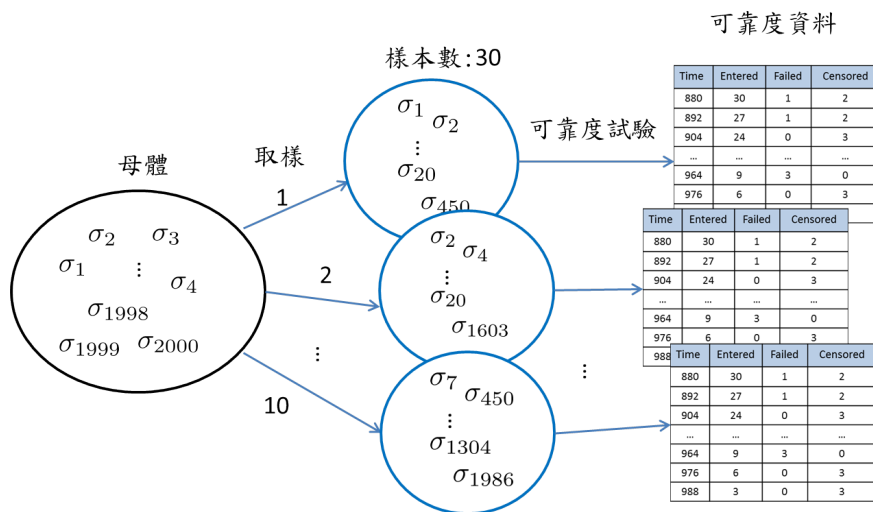 可靠度資料
樣本數:30
可靠度試驗
母體
取樣
1
2
⋮
10
σ₂ σ₃
σ₁ ⋮ σ₄
σ₁₉₉₈
σ₁₉₉₉ σ₂₀₀₀
σ₁
σ₂
⋮
σ₂₀
σ₄₅₀
σ₂
σ₄
⋮
σ₂₀
σ₁₆₀₃
σ₇
σ₄₅₀
⋮
σ₁₃₀₄
σ₁₉₈₆
⋮
Time Entered Failed Censored
880 30 1 2
892 27 1 2
904 24 0 3
... ... ... ...
964 9 3 0
976 6 0 3
Time Entered Failed Censored
880 30 1 2
892 27 1 2
904 24 0 3
... ... ... ...
964 9 3 0
976 6 0 3
988
Time Entered Failed Censored
880 30 1 2
892 27 1 2
904 24 0 3
... ... ... ...
964 9 3 0
976 6 0 3
988 3 0 3